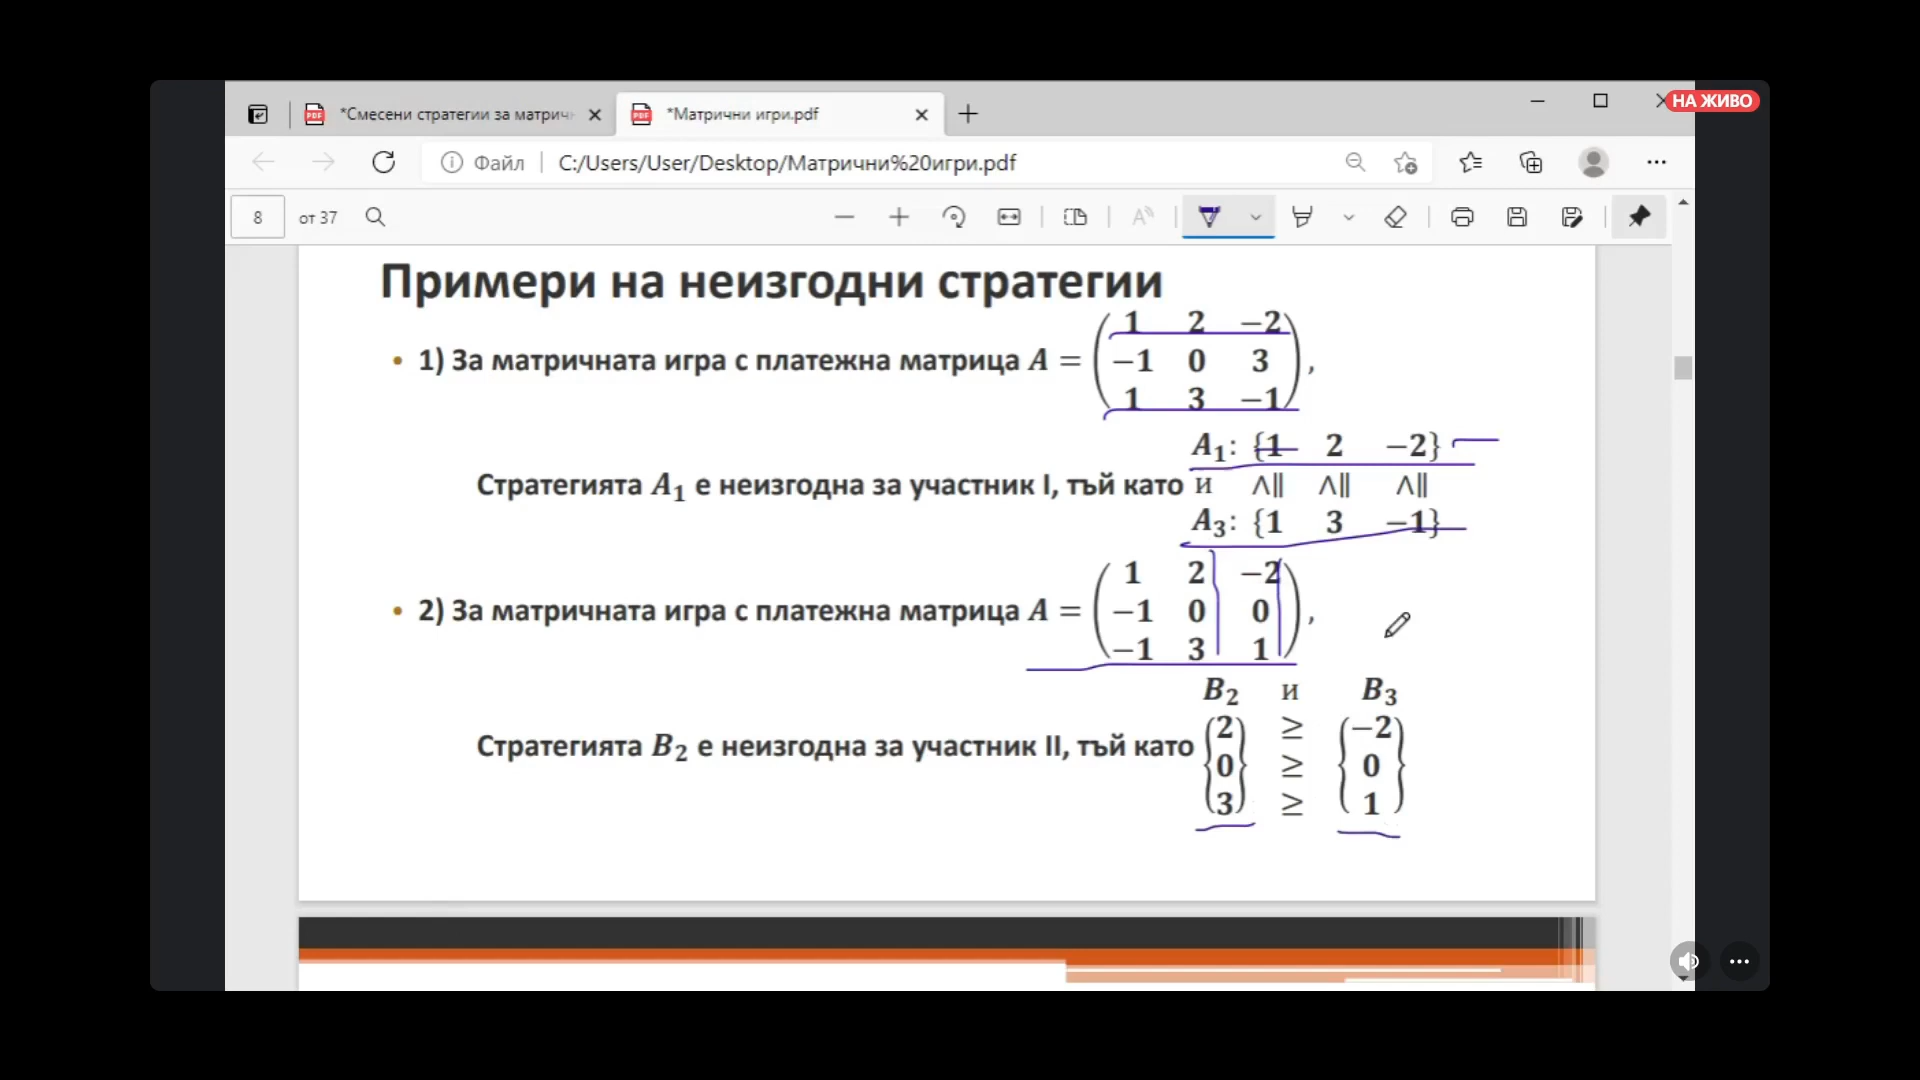 *Смесени стратегии за матричн
*Матрични игри.pdf
НА ЖИВО
Файл C:/Users/User/Desktop/Матрични%20игри.pdf
8 от 37
Примери на неизгодни стратегии
1 2 −2
• 1) За матричната игра с платежна матрица A = −1 0 3 ,
1 3 −1
A₁: {1 2 −2}
Стратегията A₁ е неизгодна за участник I, тъй като и ∧‖ ∧‖ ∧‖
A₃: {1 3 −1}
1 2 −2
• 2) За матричната игра с платежна матрица A = −1 0 0 ,
−1 3 1
B₂ и B₃
2 ≥ −2
Стратегията B₂ е неизгодна за участник II, тъй като 0 ≥ 0
3 ≥ 1